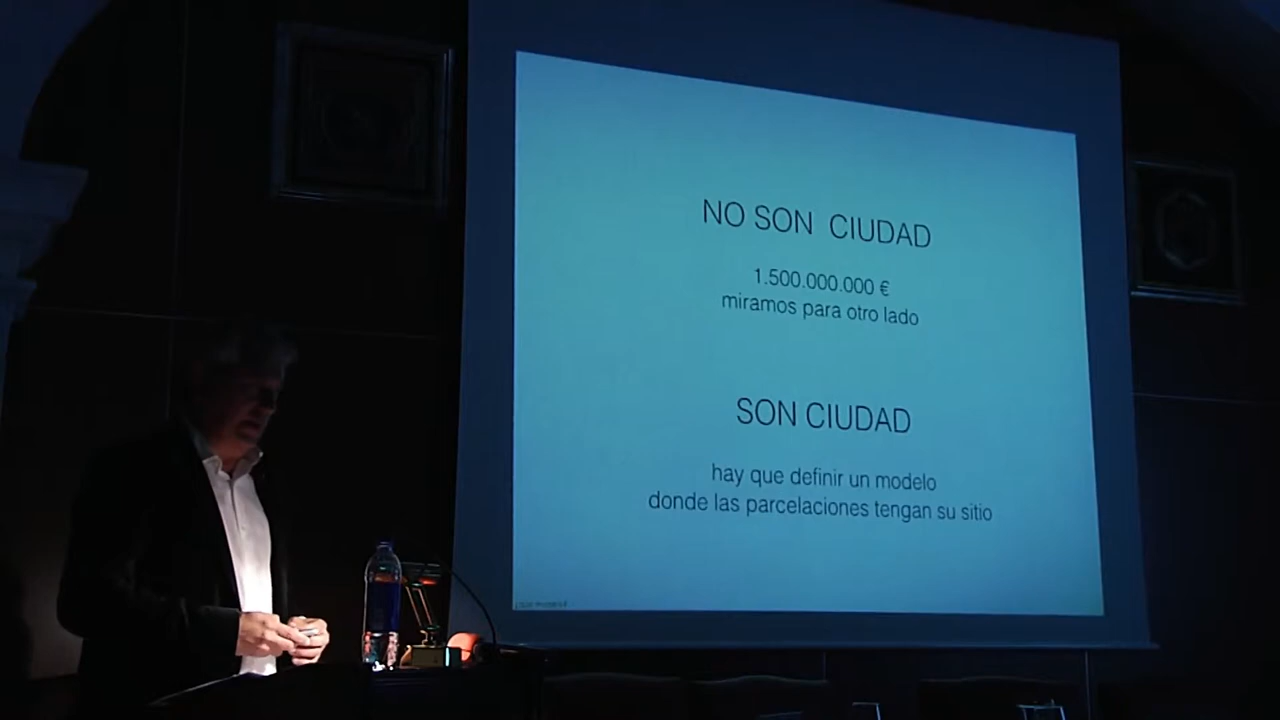 NO SON CIUDAD
1.500.000.000 €
miramos para otro lado
SON CIUDAD
hay que definir un modelo
donde las parcelaciones tengan su sitio